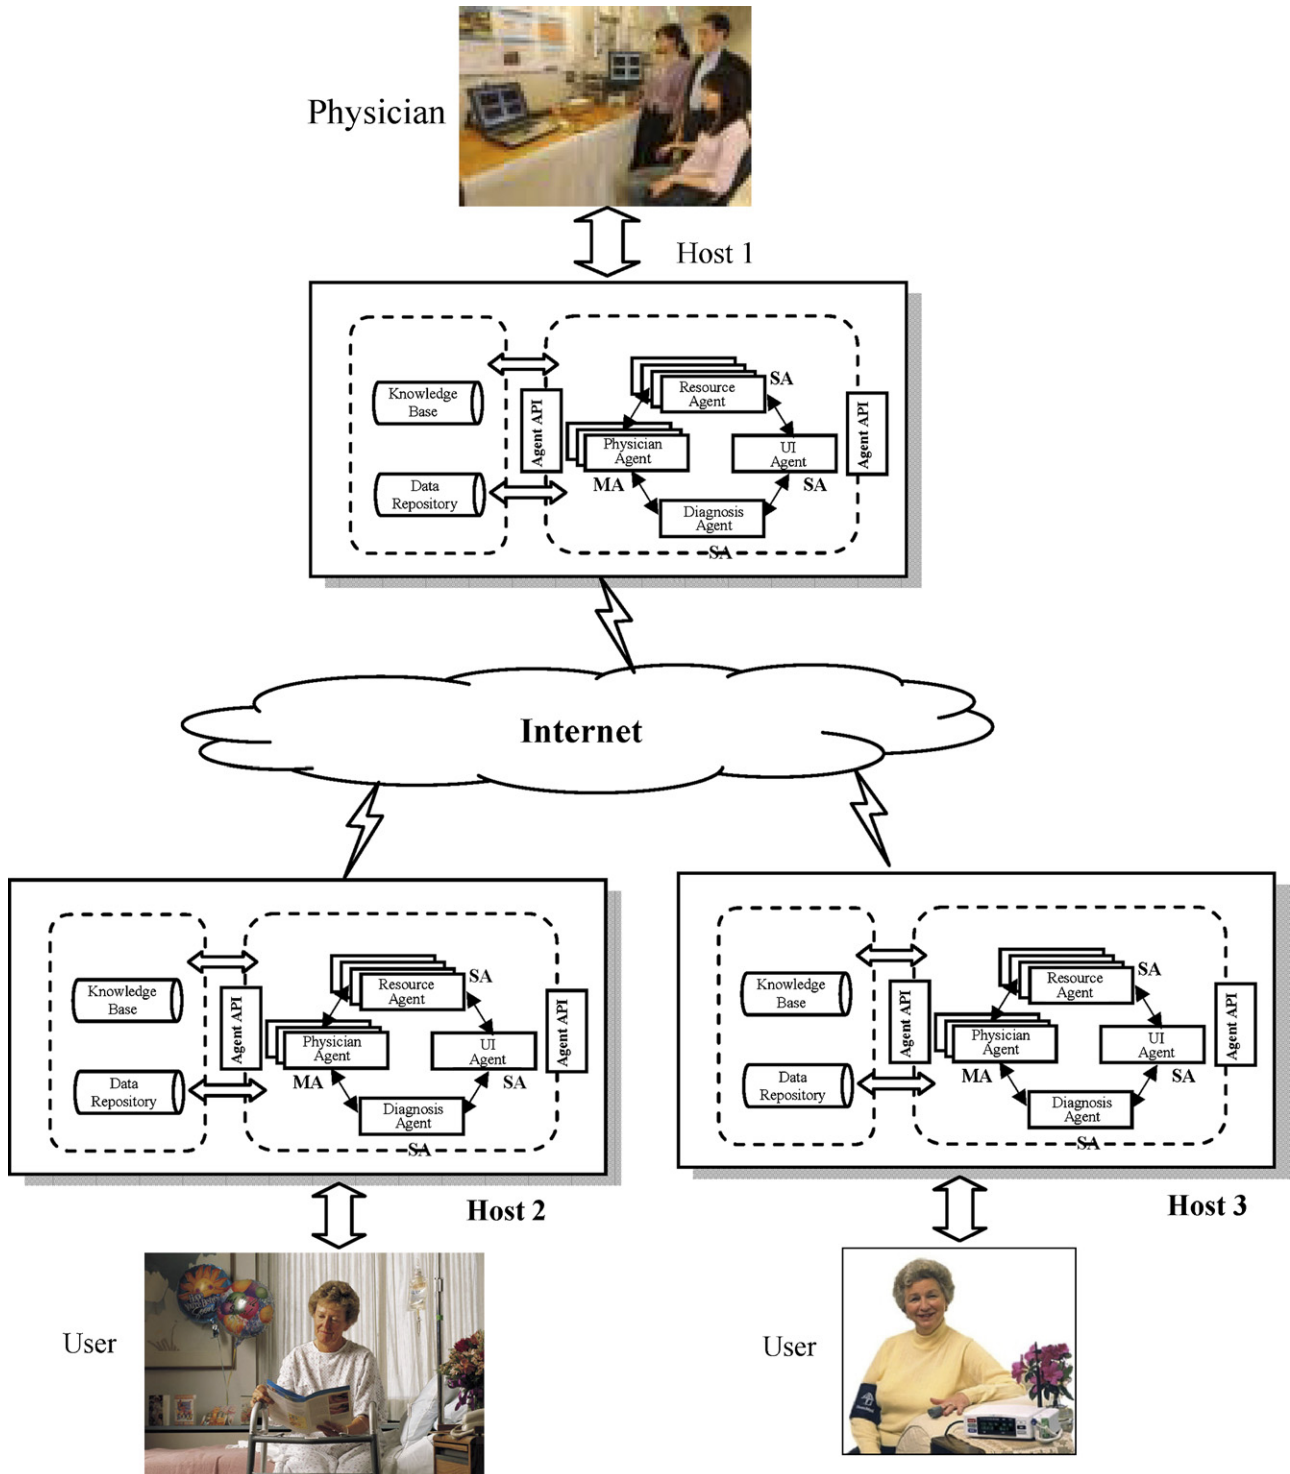 Physician
Host 1
Knowledge
Base
Data
Repository
Agent API
Resource
Agent
SA
Physician
Agent
MA
UI
Agent
SA
Diagnosis
Agent
SA
Agent API
Internet
Knowledge
Base
Data
Repository
Agent API
Resource
Agent
SA
Physician
Agent
MA
UI
Agent
SA
Diagnosis
Agent
SA
Agent API
Host 2
User
Knowledge
Base
Data
Repository
Agent API
Resource
Agent
SA
Physician
Agent
MA
UI
Agent
SA
Diagnosis
Agent
SA
Agent API
Host 3
User